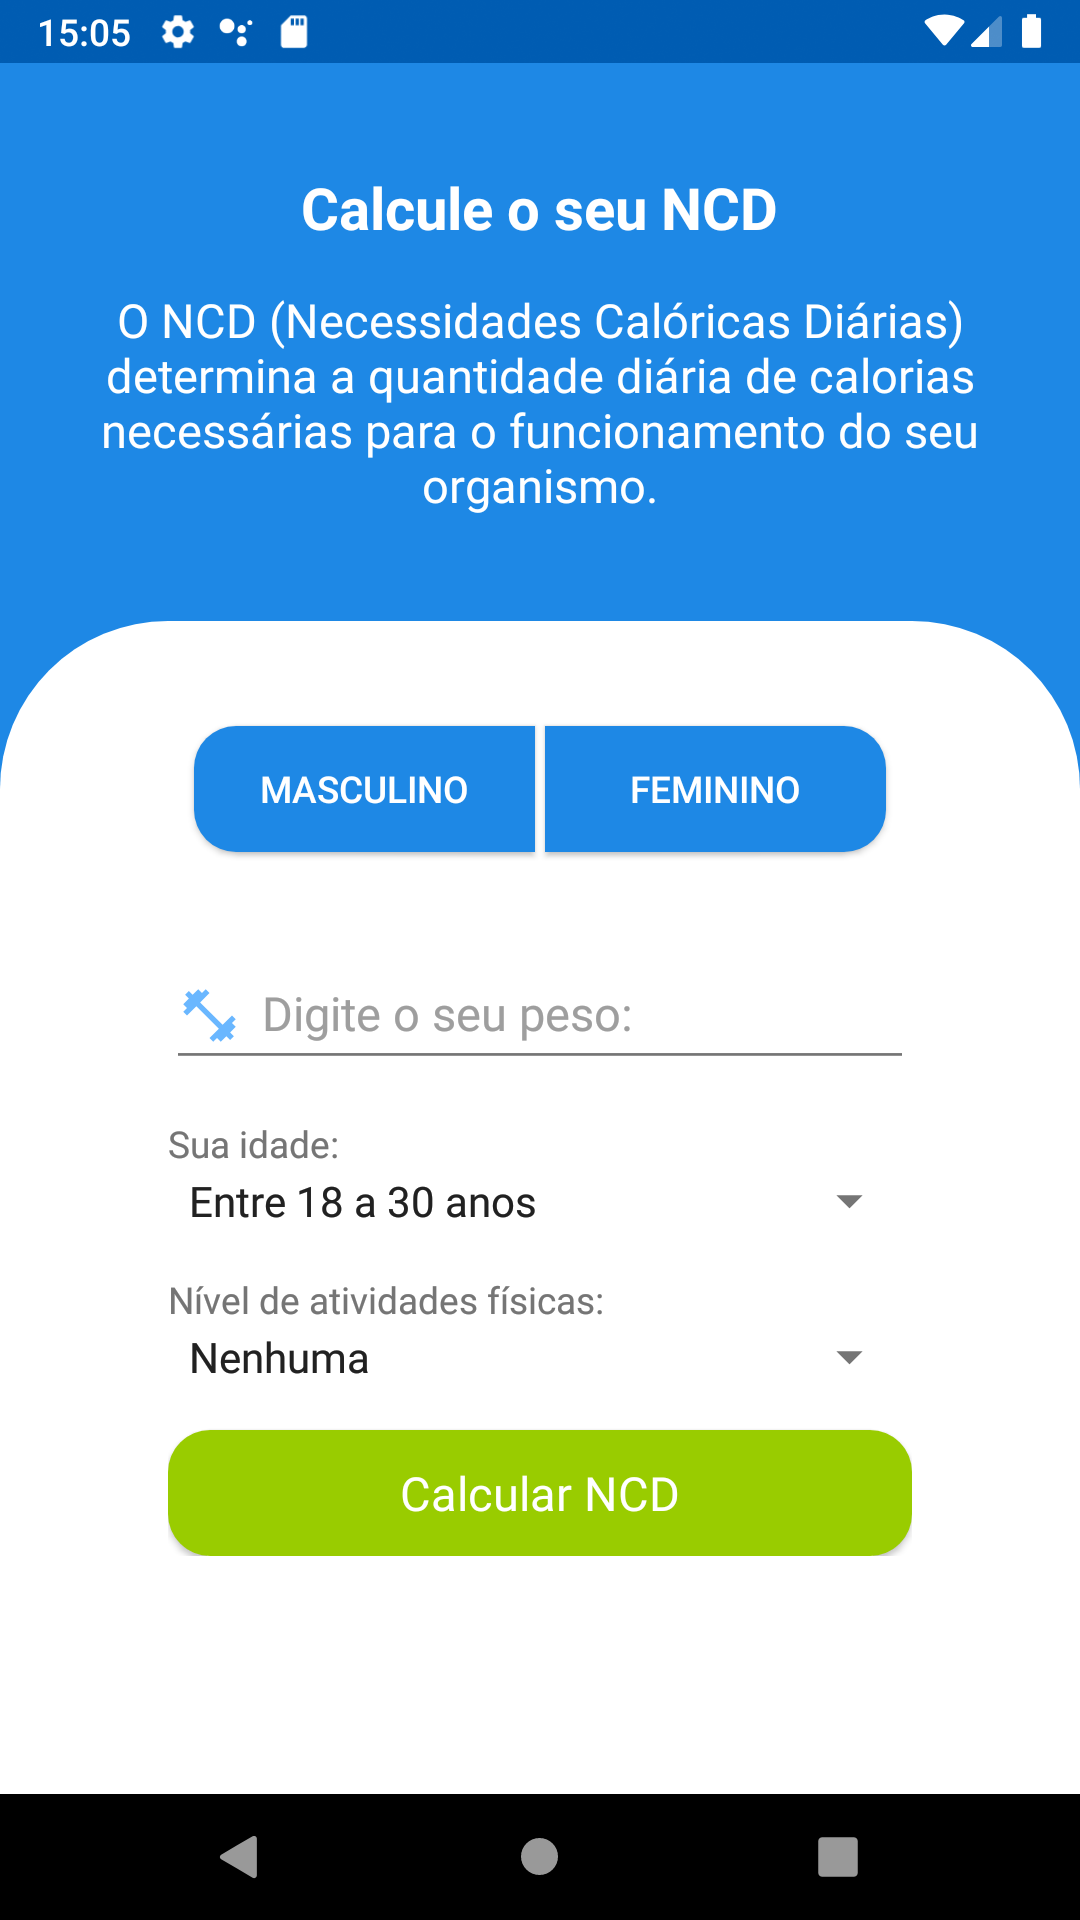 15:05
Calcule o seu NCD
O NCD (Necessidades Calóricas Diárias)
determina a quantidade diária de calorias
necessárias para o funcionamento do seu
organismo.
MASCULINO FEMININO
Digite o seu peso:
Sua idade:
Entre 18 a 30 anos
Nível de atividades físicas:
Nenhuma
Calcular NCD